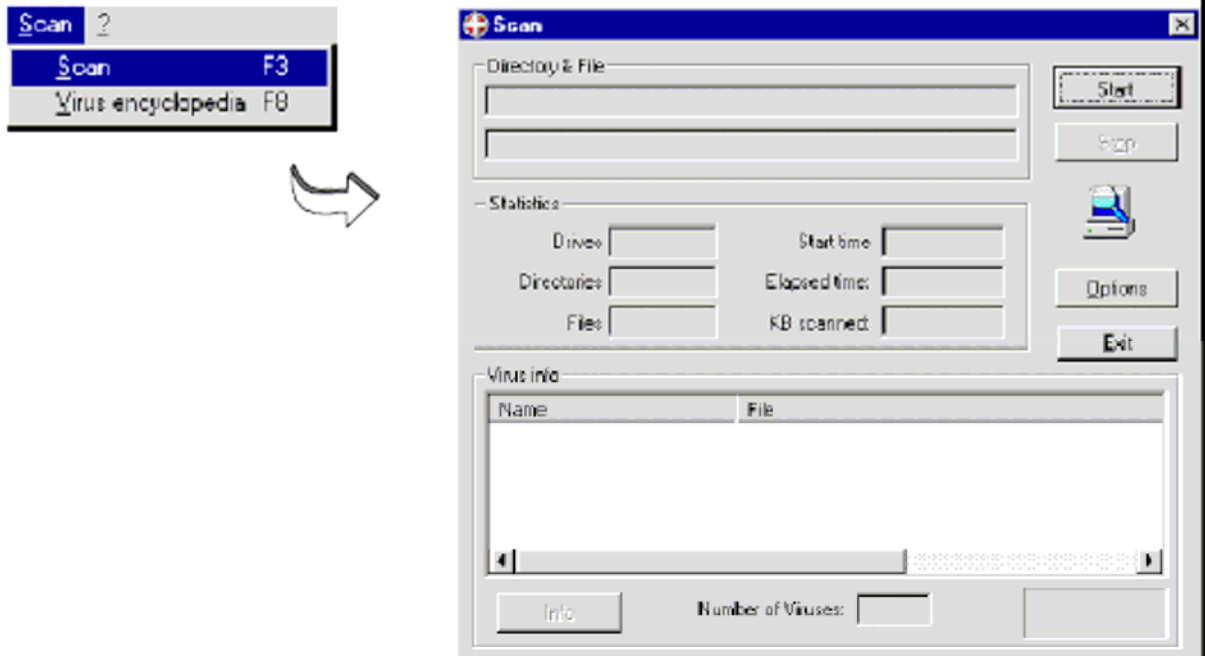 Scan ?
Scan F3
Virus encyclopedia F8
Scan
Directory & File
Start
Stop
Statistics
Drives
Start time
Directories
Elapsed time:
Options
Files
KB scanned:
Exit
Virus info
Name File
Info
Number of Viruses: